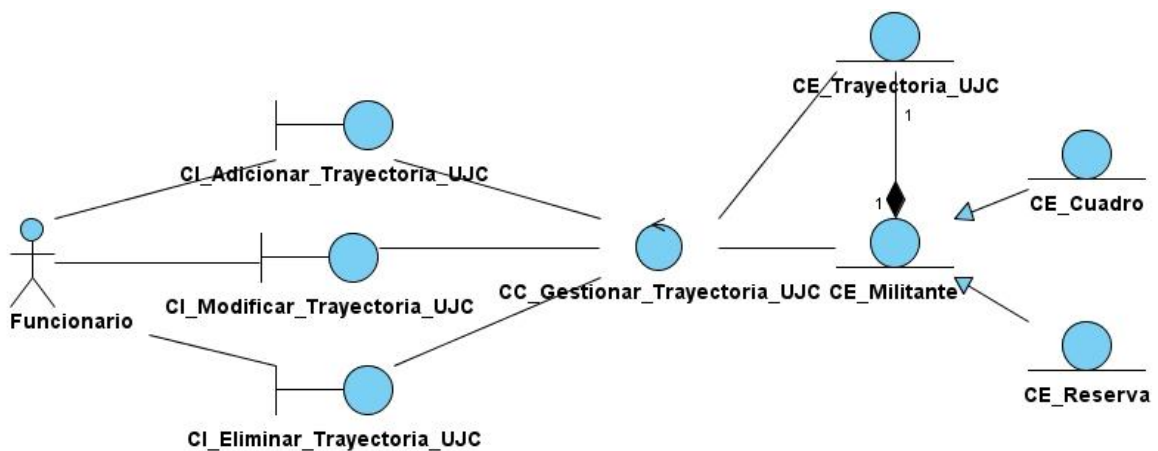 CE_Trayectoria_UJC
1
CI_Adicionar_Trayectoria_UJC
CE_Cuadro
1
CI_Modificar_Trayectoria_UJC
CC_Gestionar_Trayectoria_UJC
CE_Militante
Funcionario
CE_Reserva
CI_Eliminar_Trayectoria_UJC